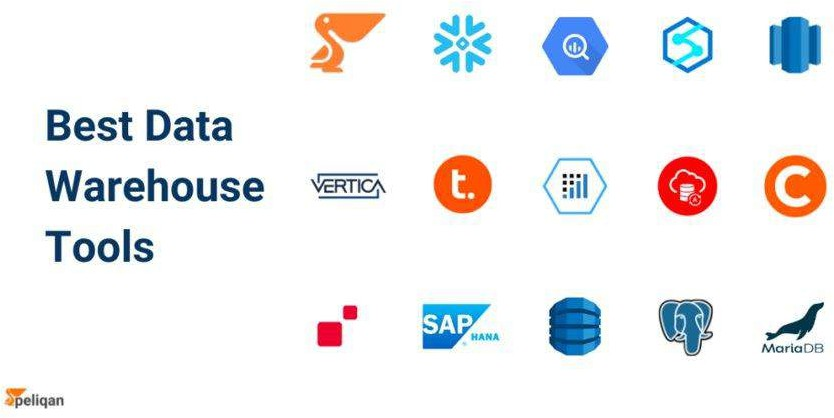 Best Data
Warehouse
Tools
VERTICA
t.
C
SAP
HANA
MariaDB
peliqan